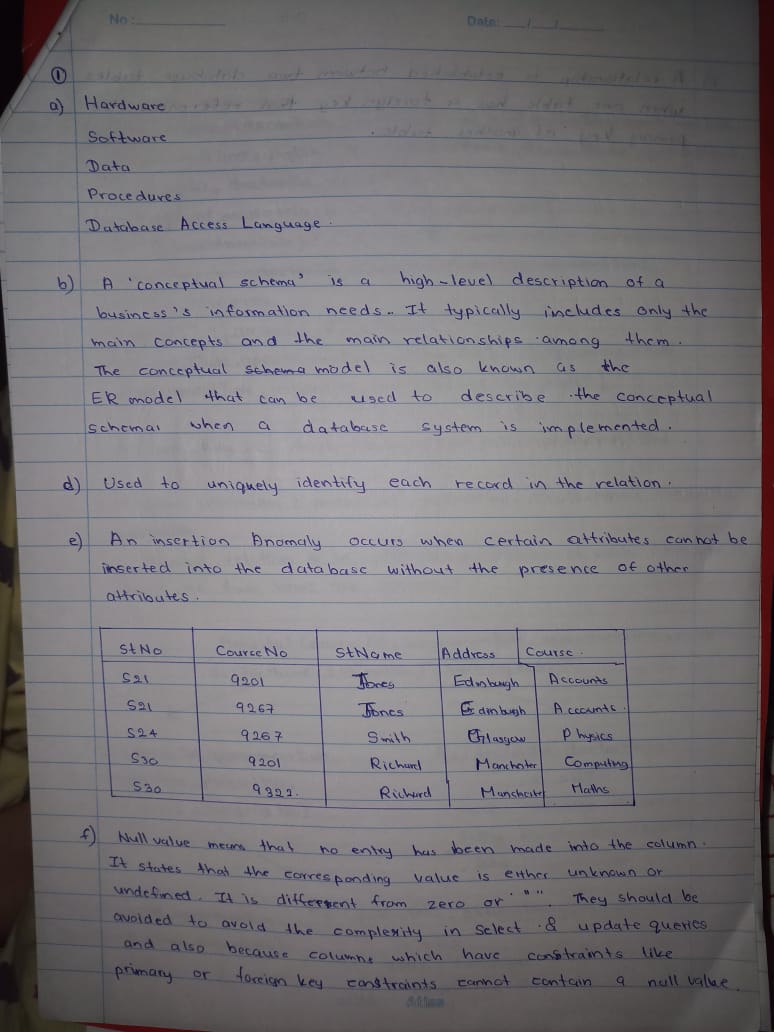 No: Date: / /
①
a) Hardware
Software
Data
Procedures
Database Access Language.
b) A 'conceptual schema' is a high-level description of a
business's information needs.. It typically includes only the
main concepts and the main relationships among them.
The conceptual schema model is also known as the
ER model that can be used to describe the conceptual
schema when a database system is implemented.
d) Used to uniquely identify each record in the relation.
e) An insertion Anomaly occurs when certain attributes cannot be
inserted into the database without the presence of other
attributes.
StNo CourceNo StName Address Course
S21 9201 Jones Edinburgh Accounts
S21 9267 Jones Edinburgh Accounts
S24 9267 Smith Glasgow Physics
S30 9201 Richard Manchster Computing
S30 9322. Richard Manchster Maths
f) Null value means that no entry has been made into the column.
It states that the corresponding value is either unknown or
undefined. It is different from zero or " ". They should be
avoided to avoid the complexity in select & update queries
and also because columns which have constraints like
primary or foreign key constraints cannot contain a null value.
Atlas